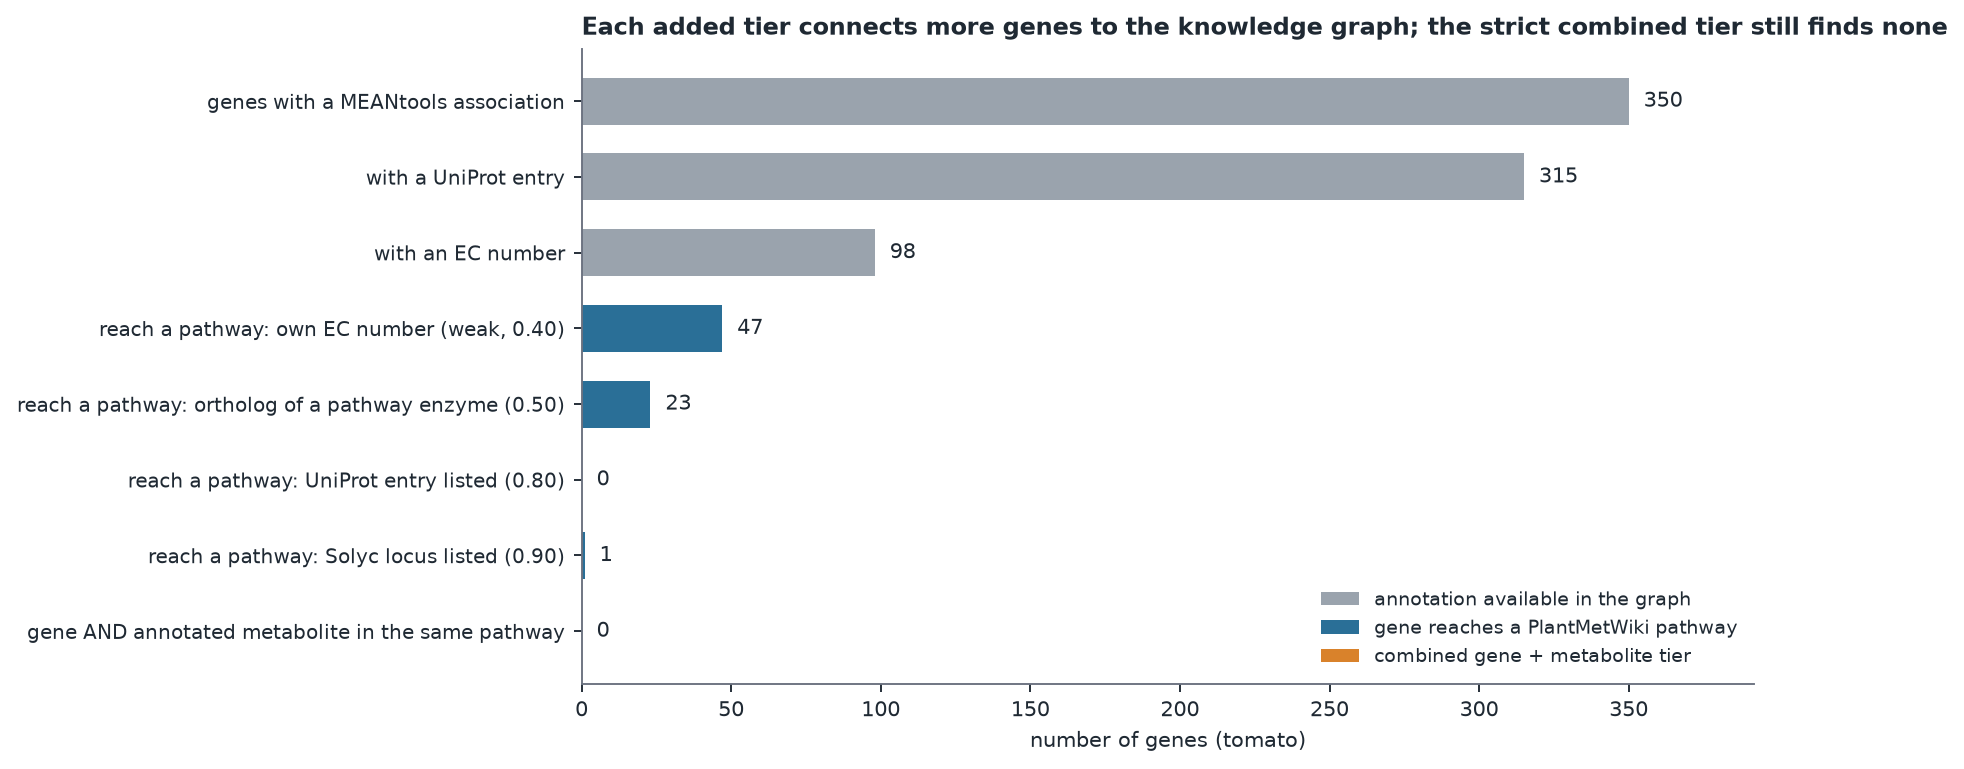 Each added tier connects more genes to the knowledge graph; the strict combined tier still finds none
genes with a MEANtools association 350
with a UniProt entry 315
with an EC number 98
reach a pathway: own EC number (weak, 0.40) 47
reach a pathway: ortholog of a pathway enzyme (0.50) 23
reach a pathway: UniProt entry listed (0.80) 0
reach a pathway: Solyc locus listed (0.90) 1
gene AND annotated metabolite in the same pathway 0
annotation available in the graph
gene reaches a PlantMetWiki pathway
combined gene + metabolite tier
0 50 100 150 200 250 300 350
number of genes (tomato)